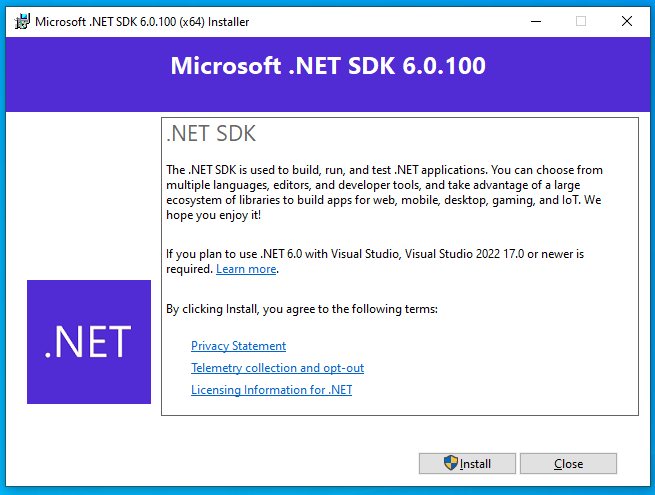 Microsoft .NET SDK 6.0.100 (x64) Installer
Microsoft .NET SDK 6.0.100
.NET SDK
The .NET SDK is used to build, run, and test .NET applications. You can choose from
multiple languages, editors, and developer tools, and take advantage of a large
ecosystem of libraries to build apps for web, mobile, desktop, gaming, and IoT. We
hope you enjoy it!
If you plan to use .NET 6.0 with Visual Studio, Visual Studio 2022 17.0 or newer is
required. Learn more.
By clicking Install, you agree to the following terms:
.NET
Privacy Statement
Telemetry collection and opt-out
Licensing Information for .NET
Install
Close